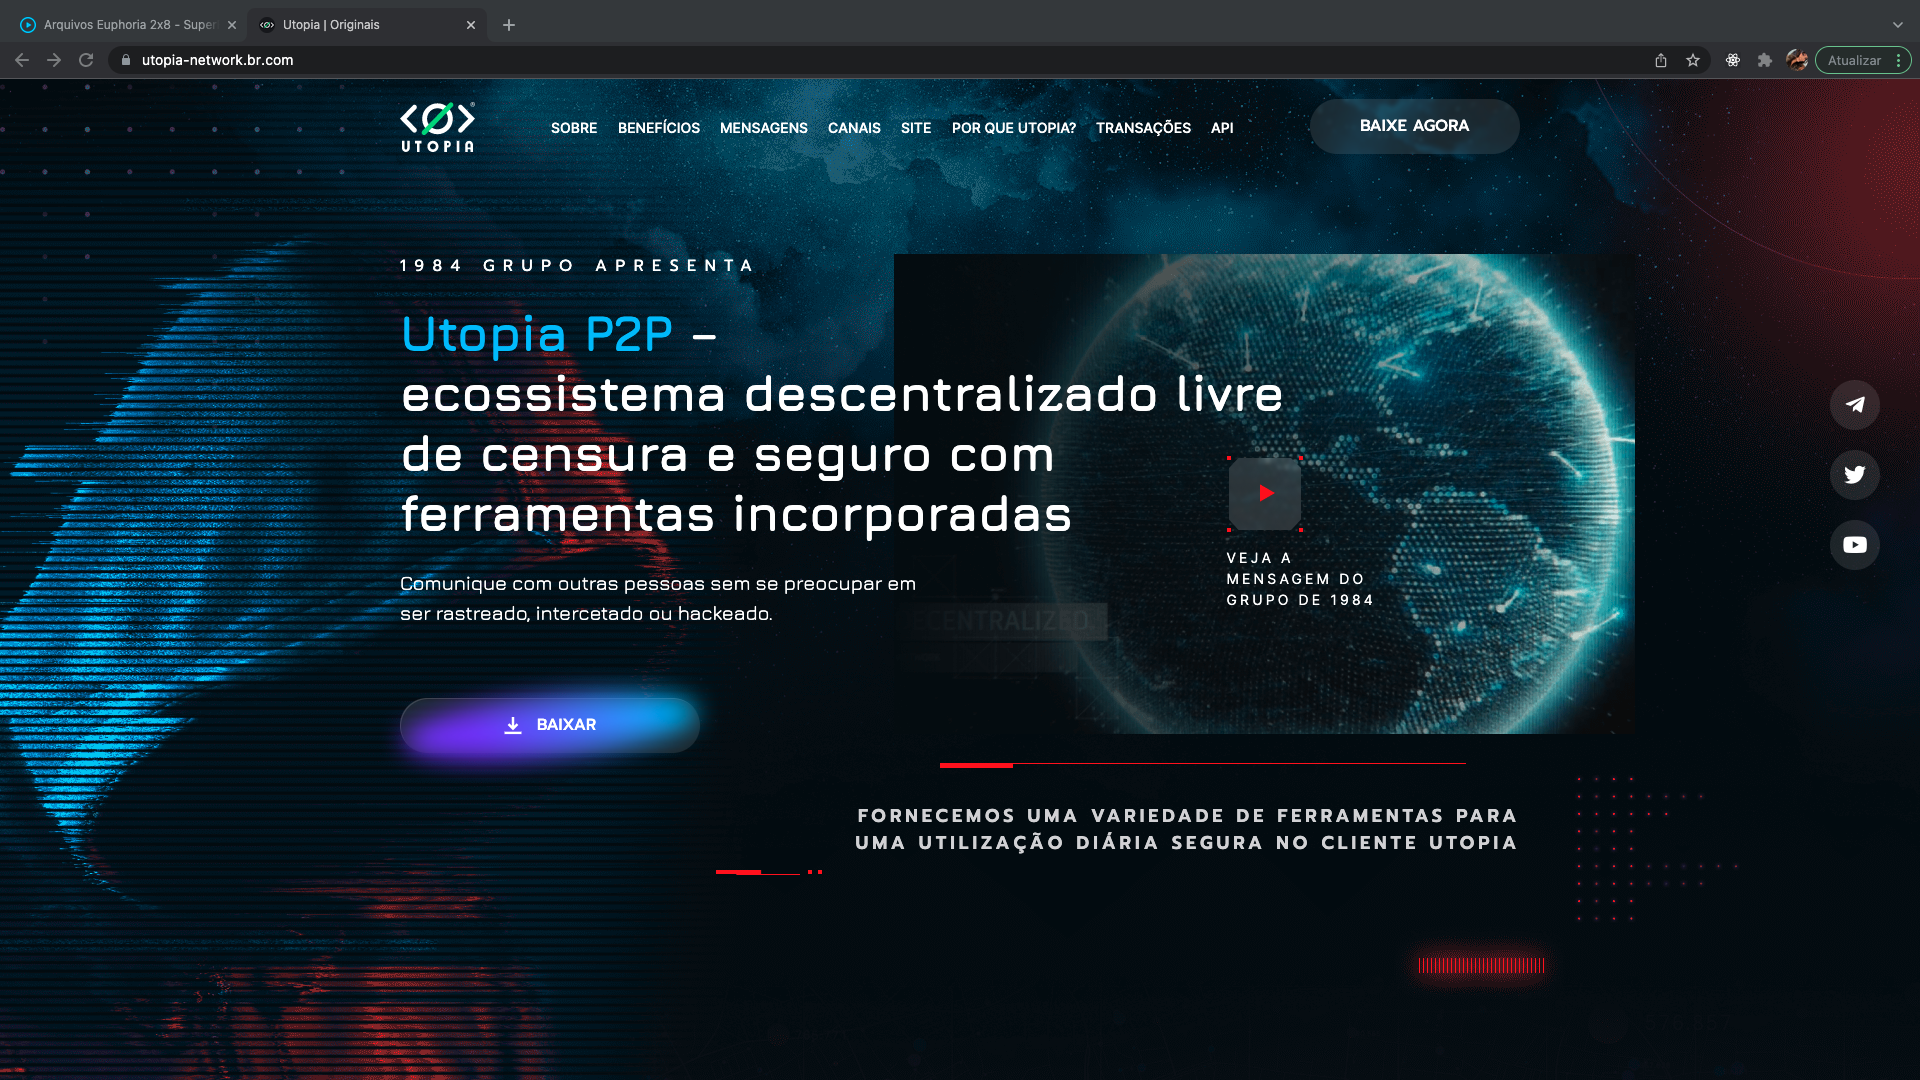 Arquivos Euphoria 2x8 - Super
Utopia | Originais
utopia-network.br.com
Atualizar
UTOPIA
SOBRE
BENEFÍCIOS
MENSAGENS
CANAIS
SITE
POR QUE UTOPIA?
TRANSAÇÕES
API
BAIXE AGORA
1984 GRUPO APRESENTA
Utopia P2P –
ecossistema descentralizado livre
de censura e seguro com
ferramentas incorporadas
Comunique com outras pessoas sem se preocupar em
ser rastreado, intercetado ou hackeado.
ENTRALIZED
VEJA A
MENSAGEM DO
GRUPO DE 1984
BAIXAR
FORNECEMOS UMA VARIEDADE DE FERRAMENTAS PARA
UMA UTILIZAÇÃO DIÁRIA SEGURA NO CLIENTE UTOPIA